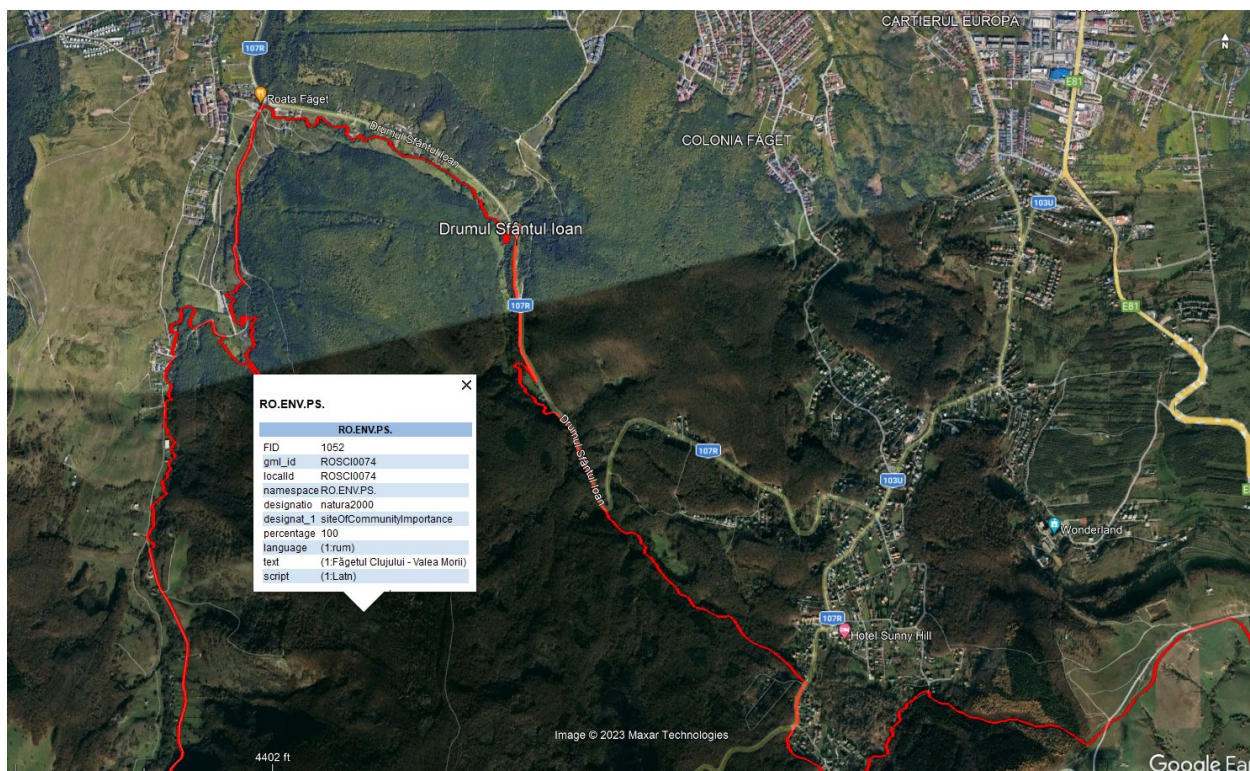 CARTIERUL EUROPA
N
107R
E81
Roata Făget
Drumul Sfântul Ioan
COLONIA FĂGET
103U
Drumul Sfântul Ioan
107R
E81
RO.ENV.PS.
RO.ENV.PS.
FID 1052
gml_id ROSCI0074
localId ROSCI0074
namespace RO.ENV.PS.
designatio natura2000
designat_1 siteOfCommunityImportance
percentage 100
language (1:rum)
text (1:Făgetul Clujului - Valea Morii)
script (1:Latn)
Drumul Sfântul Ioan
107R
103U
Wonderland
107R
Hotel Sunny Hill
Image © 2023 Maxar Technologies
4402 ft
Google Ear